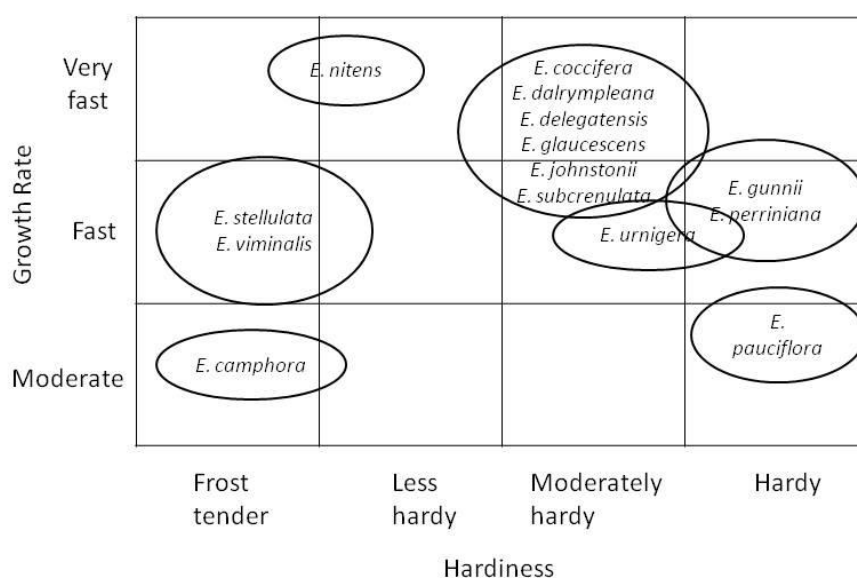 Very
fast
E. nitens
E. coccifera
E. dalrympleana
E. delegatensis
E. glaucescens
E. johnstonii
E. subcrenulata
Growth Rate
Fast
E. stellulata
E. viminalis
E. urnigera
E. gunnii
E. perriniana
Moderate
E. camphora
E.
pauciflora
Frost
tender
Less
hardy
Moderately
hardy
Hardy
Hardiness